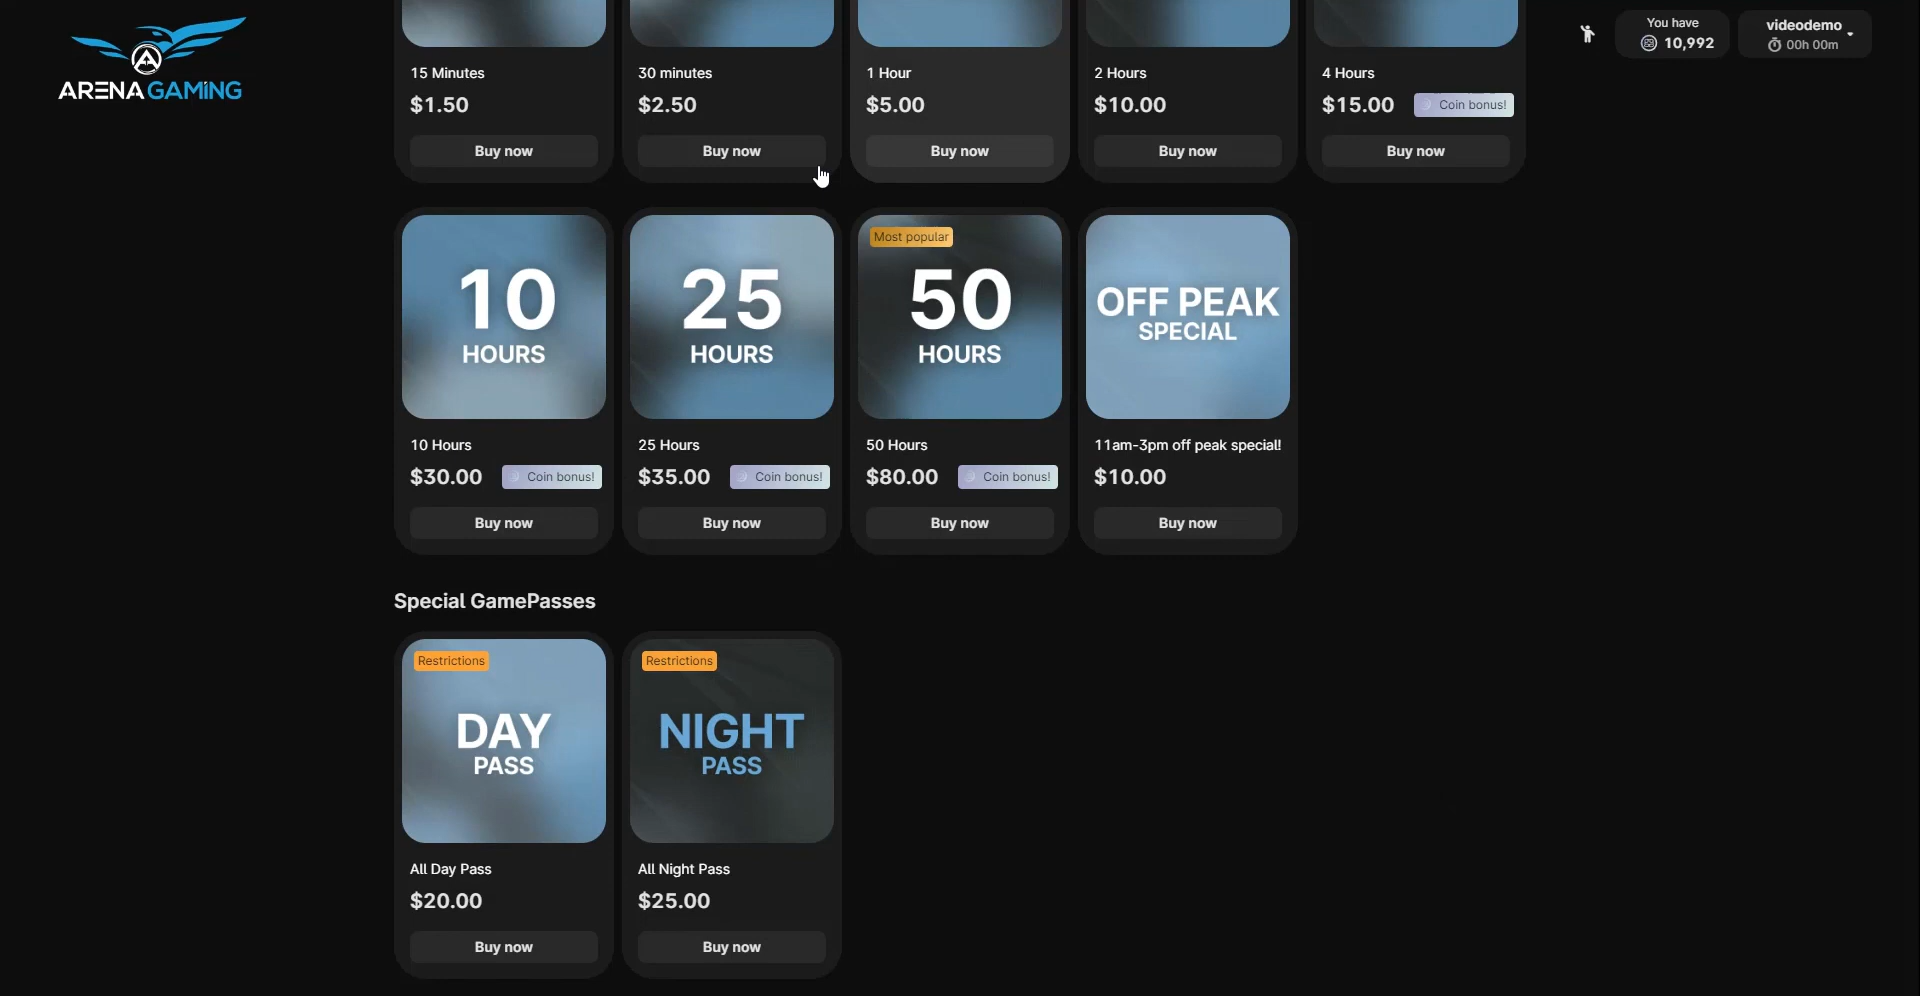 ARENA GAMING
You have
10,992
videodemo
00h 00m
15 Minutes
$1.50
Buy now
30 minutes
$2.50
Buy now
1 Hour
$5.00
Buy now
2 Hours
$10.00
Buy now
4 Hours
$15.00
Coin bonus!
Buy now
10
HOURS
10 Hours
$30.00
Coin bonus!
Buy now
25
HOURS
25 Hours
$35.00
Coin bonus!
Buy now
Most popular
50
HOURS
50 Hours
$80.00
Coin bonus!
Buy now
OFF PEAK
SPECIAL
11am-3pm off peak special!
$10.00
Buy now
Special GamePasses
Restrictions
DAY
PASS
All Day Pass
$20.00
Buy now
Restrictions
NIGHT
PASS
All Night Pass
$25.00
Buy now